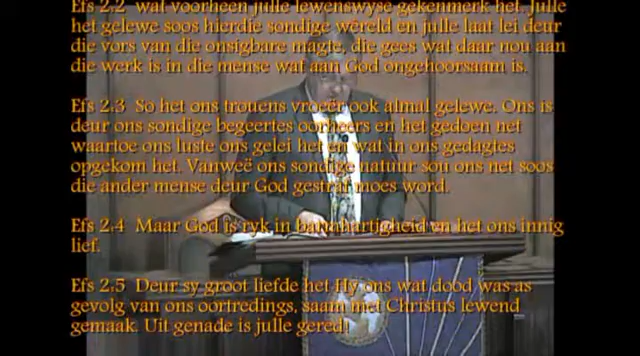 Efs 2.2 wat voorheen julle lewenswyse gekenmerk het. Julle
het gelewe soos hierdie sondige wêreld en julle laat lei deur
die vors van die onsigbare magte, die gees wat daar nou aan
die werk is in die mense wat aan God ongehoorsaam is.
Efs 2.3 So het ons trouens vroeër ook almal gelewe. Ons is
deur ons sondige begeertes oorheers en het gedoen net
waartoe ons luste ons gelei het en wat in ons gedagtes
opgekom het. Vanweë ons sondige natuur sou ons net soos
die ander mense deur God gestraf moes word.
Efs 2.4 Maar God is ryk in barmhartigheid en het ons innig
lief.
Efs 2.5 Deur sy groot liefde het Hy ons wat dood was as
gevolg van ons oortredings, saam met Christus lewend
gemaak. Uit genade is julle gered!